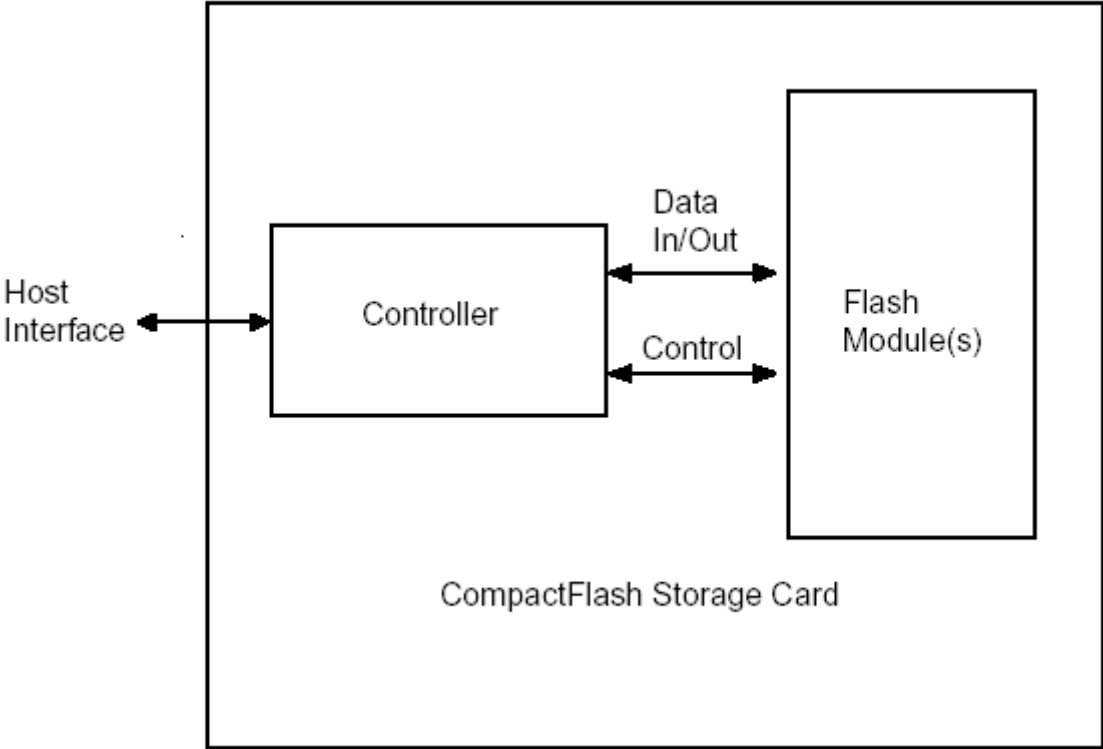 Host
Interface
Controller
Data
In/Out
Control
Flash
Module(s)
CompactFlash Storage Card